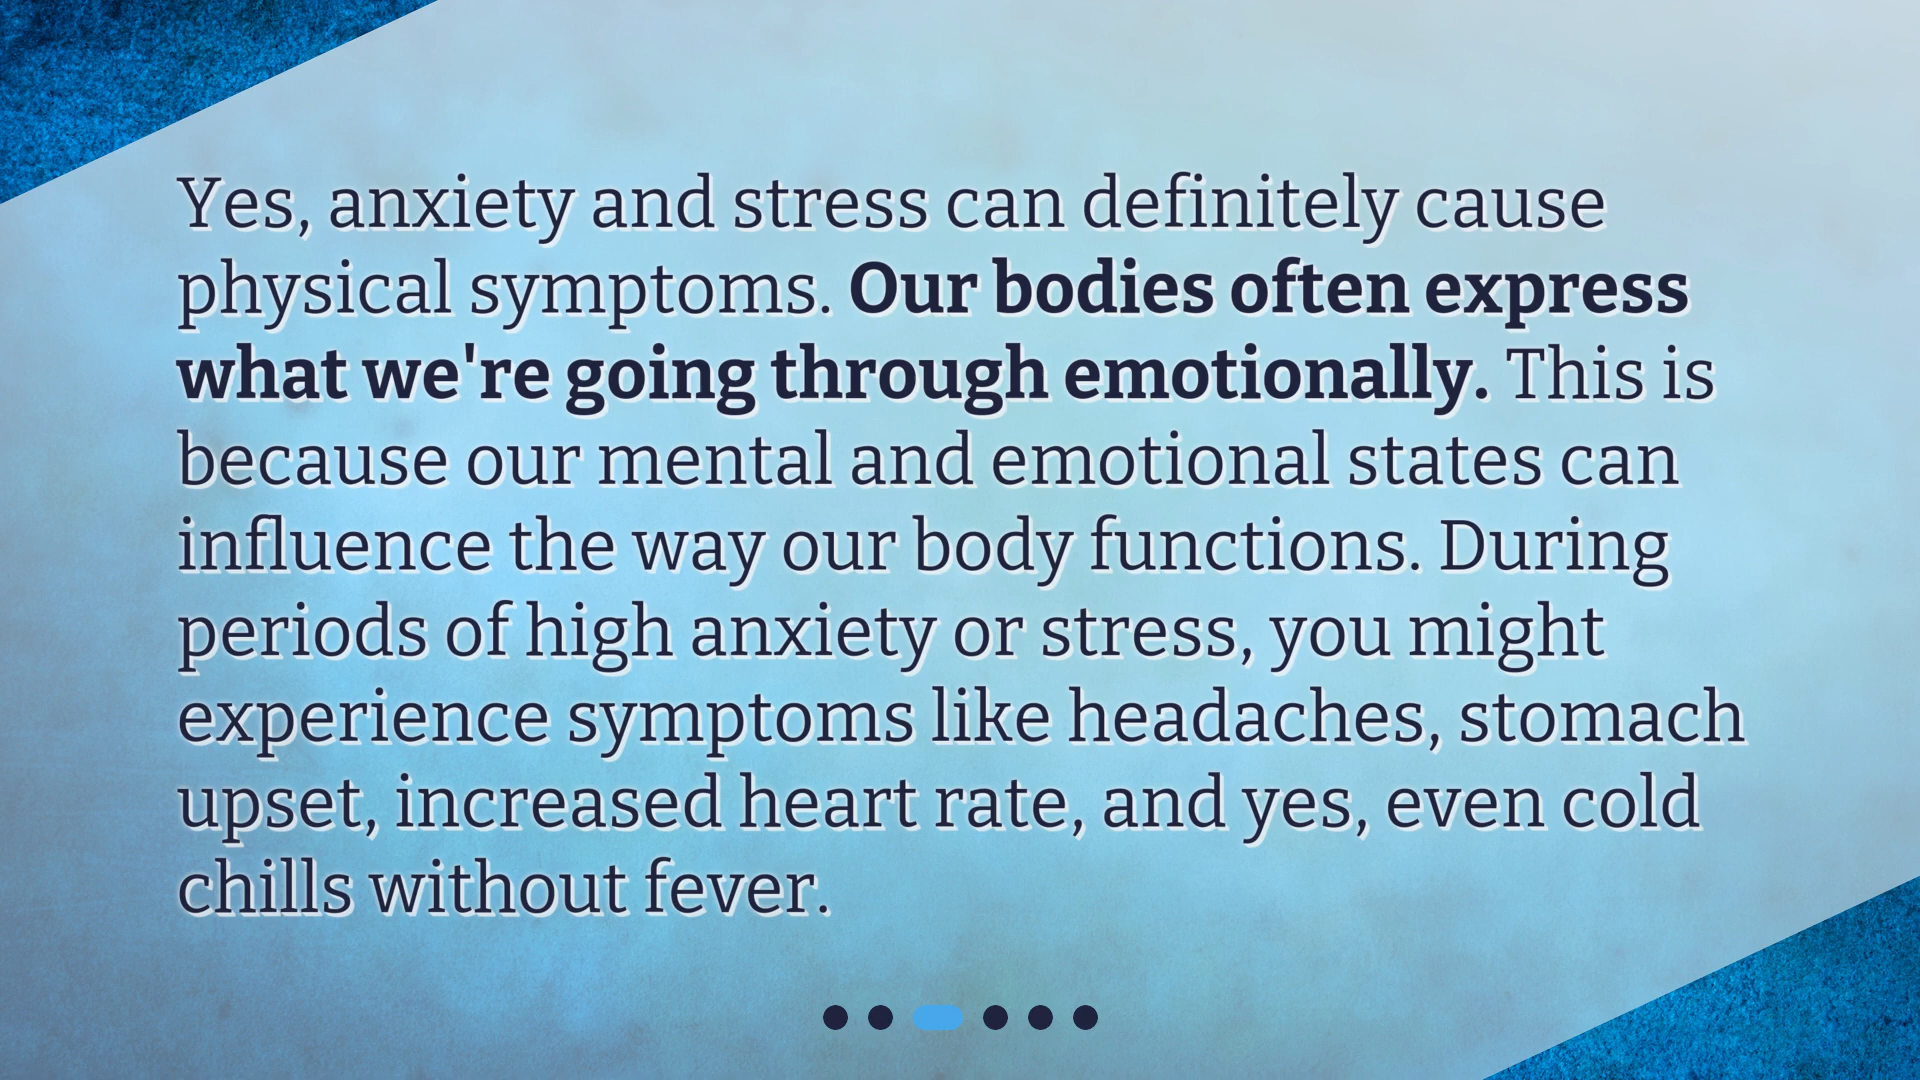 Yes, anxiety and stress can definitely cause
physical symptoms. Our bodies often express
what we're going through emotionally. This is
because our mental and emotional states can
influence the way our body functions. During
periods of high anxiety or stress, you might
experience symptoms like headaches, stomach
upset, increased heart rate, and yes, even cold
chills without fever.